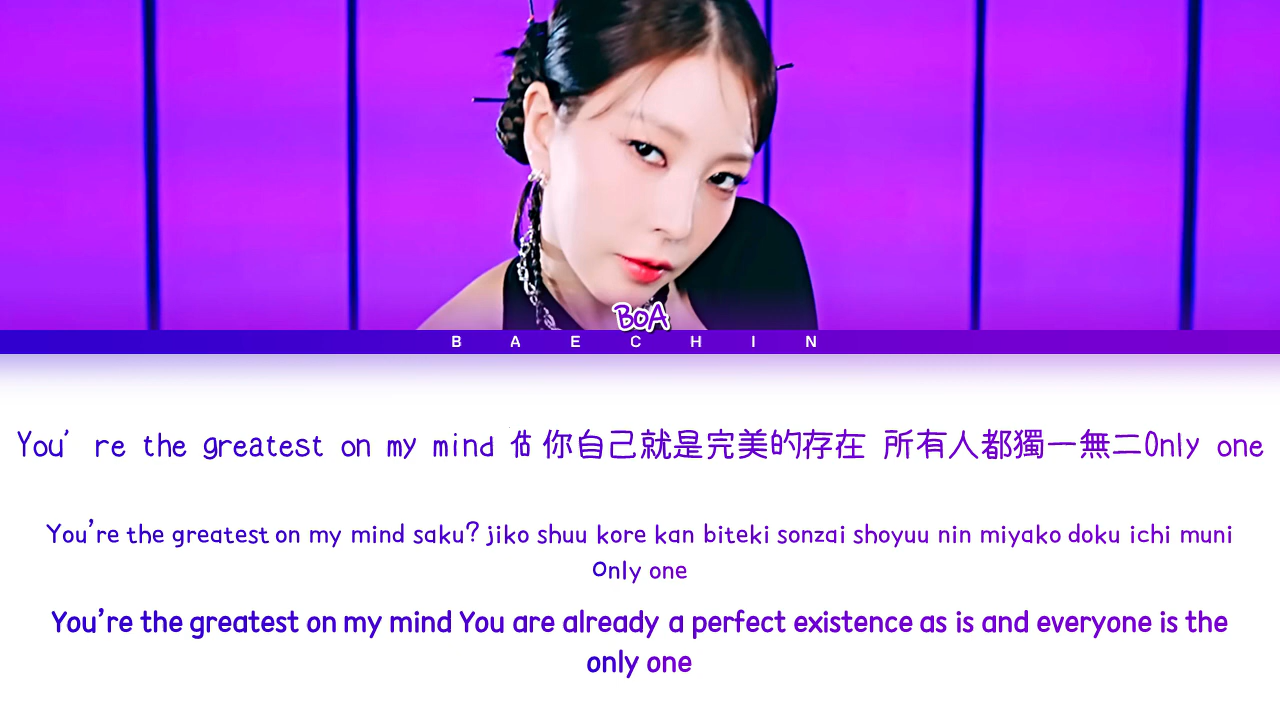 BoA
BAECHIN
You're the greatest on my mind 你自己就是完美的存在 所有人都獨一無二Only one
You're the greatest on my mind saku? jiko shuu kore kan biteki sonzai shoyuu nin miyako doku ichi muni
Only one
You're the greatest on my mind You are already a perfect existence as is and everyone is the
only one